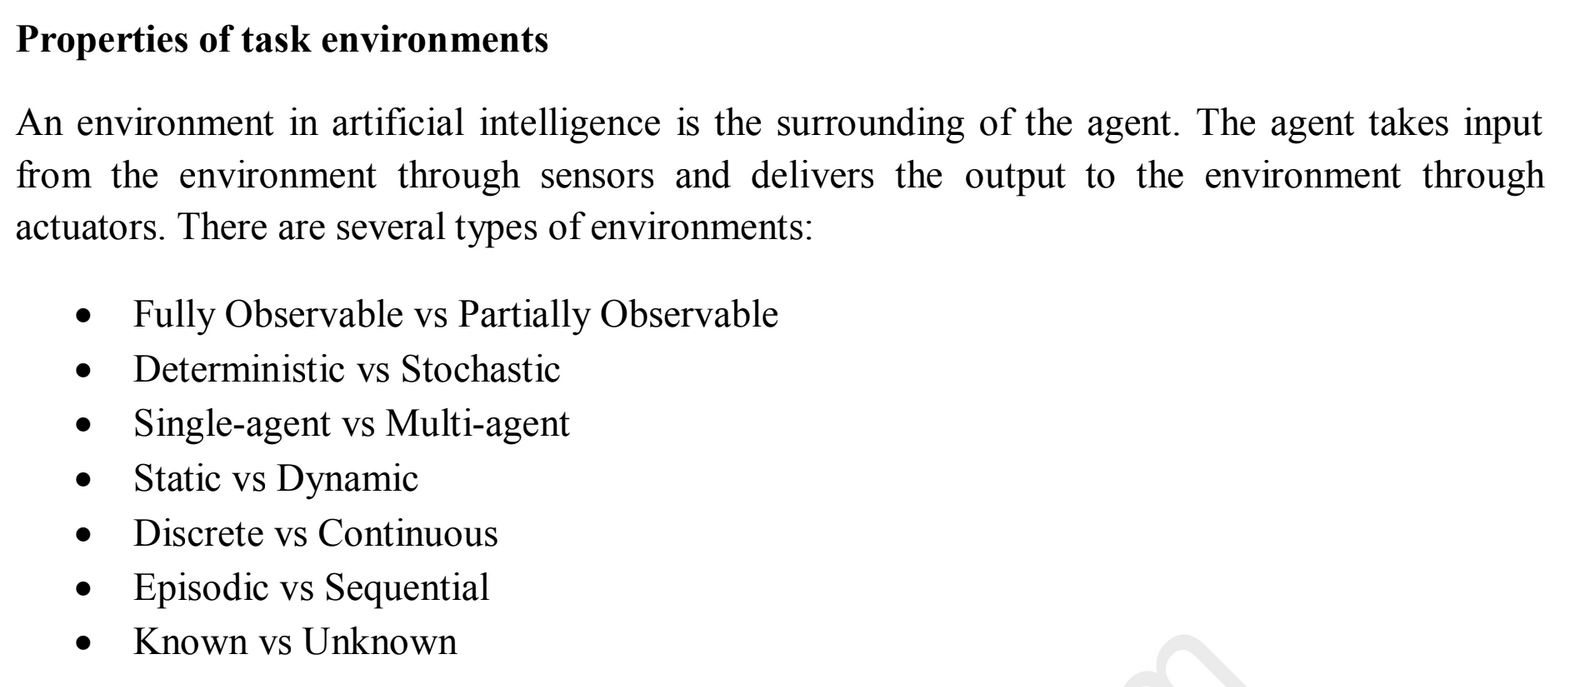 Properties of task environments
An environment in artificial intelligence is the surrounding of the agent. The agent takes input
from the environment through sensors and delivers the output to the environment through
actuators. There are several types of environments:
• Fully Observable vs Partially Observable
• Deterministic vs Stochastic
• Single-agent vs Multi-agent
• Static vs Dynamic
• Discrete vs Continuous
• Episodic vs Sequential
• Known vs Unknown